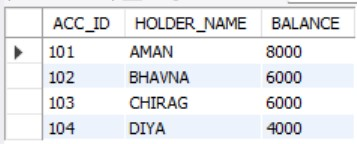 ACC_ID HOLDER_NAME BALANCE
101 AMAN 8000
102 BHAVNA 6000
103 CHIRAG 6000
104 DIYA 4000